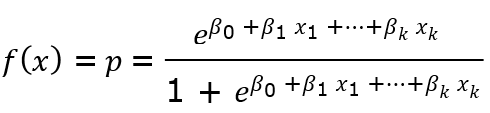 f(x) = p = e^{β₀ + β₁ x₁ + ⋯ + βₖ xₖ} / 1 + e^{β₀ + β₁ x₁ + ⋯ + βₖ xₖ}